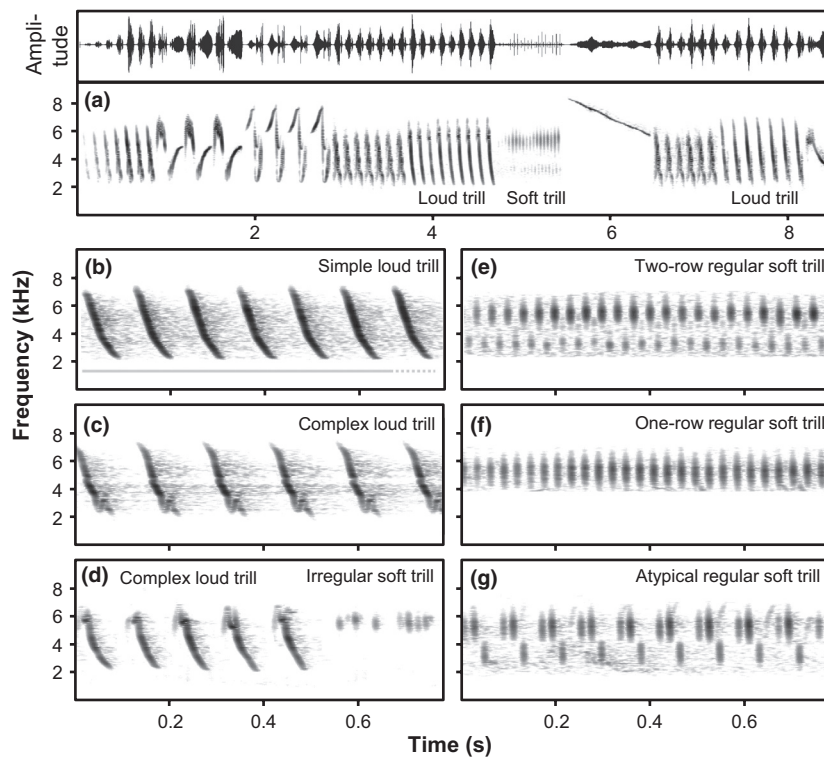 Ampli-
tude
(a)
8
6
4
2
Loud trill
Soft trill
Loud trill
2
4
6
8
Frequency (kHz)
(b)
Simple loud trill
8
6
4
2
(e)
Two-row regular soft trill
(c)
Complex loud trill
8
6
4
2
(f)
One-row regular soft trill
(d)
Complex loud trill
Irregular soft trill
8
6
4
2
(g)
Atypical regular soft trill
0.2
0.4
0.6
0.2
0.4
0.6
Time (s)